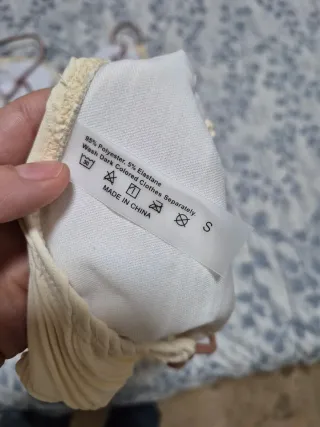 95% Polyester, 5% Elastane
Wash Dark Colored Clothes Separately
MADE IN CHINA
S